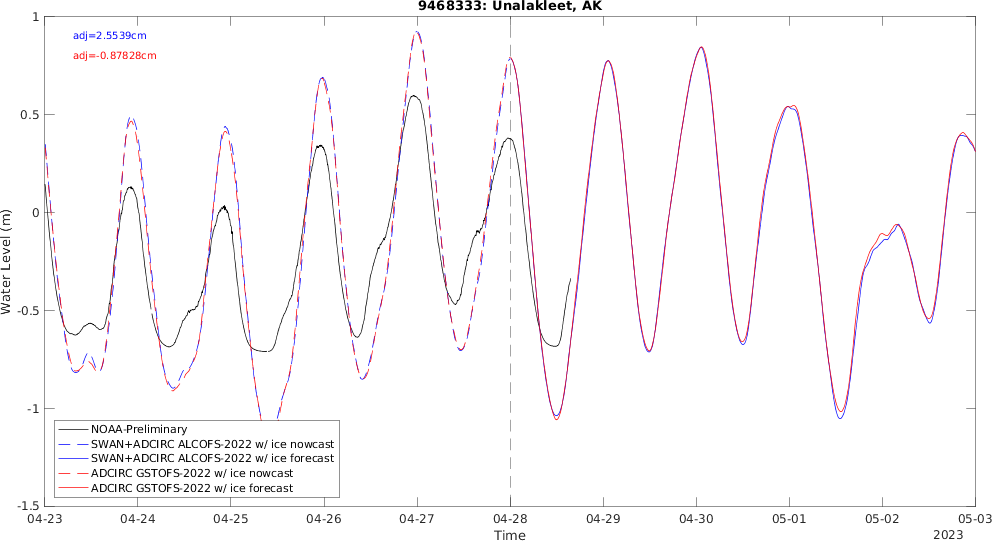 9468333: Unalakleet, AK
adj=2.5539cm
adj=-0.87828cm
Water Level (m)
1
0.5
0
-0.5
-1
-1.5
NOAA-Preliminary
SWAN+ADCIRC ALCOFS-2022 w/ ice nowcast
SWAN+ADCIRC ALCOFS-2022 w/ ice forecast
ADCIRC GSTOFS-2022 w/ ice nowcast
ADCIRC GSTOFS-2022 w/ ice forecast
04-23 04-24 04-25 04-26 04-27 04-28 04-29 04-30 05-01 05-02 05-03
Time
2023